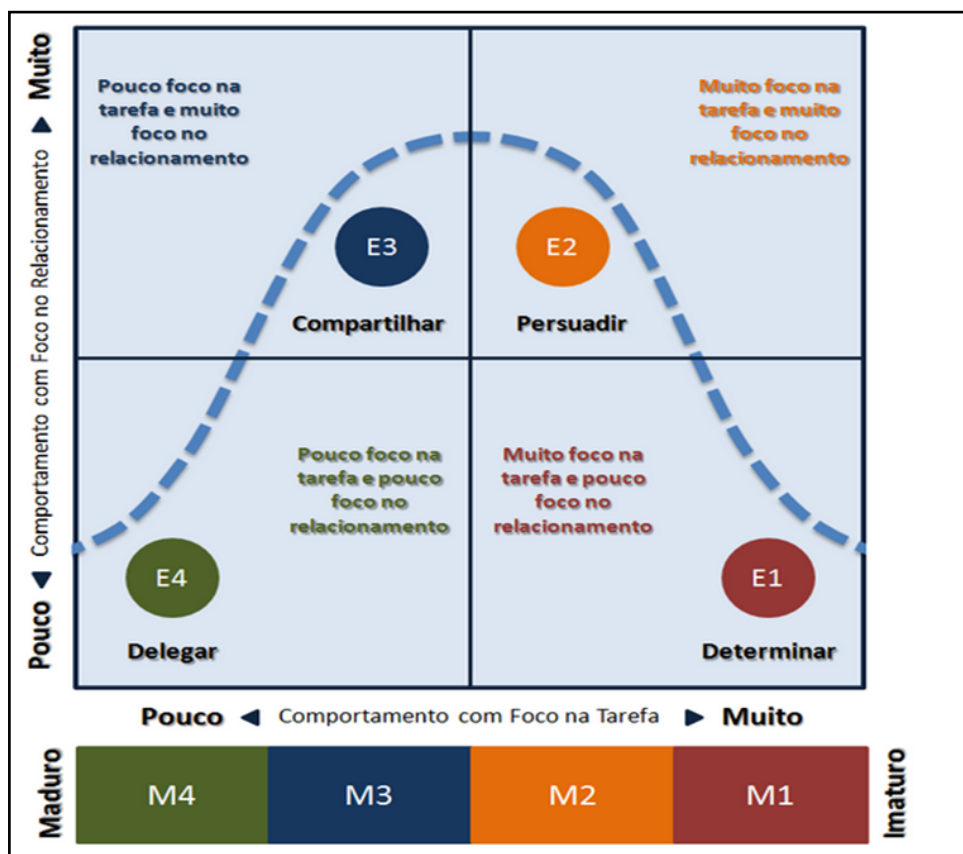 Muito
Comportamento com Foco no Relacionamento
Pouco
Pouco foco na
tarefa e muito
foco no
relacionamento
Muito foco na
tarefa e muito
foco no
relacionamento
E3
Compartilhar
E2
Persuadir
Pouco foco na
tarefa e pouco
foco no
relacionamento
Muito foco na
tarefa e pouco
foco no
relacionamento
E4
Delegar
E1
Determinar
Pouco Comportamento com Foco na Tarefa Muito
Maduro
M4 M3 M2 M1
Imaturo